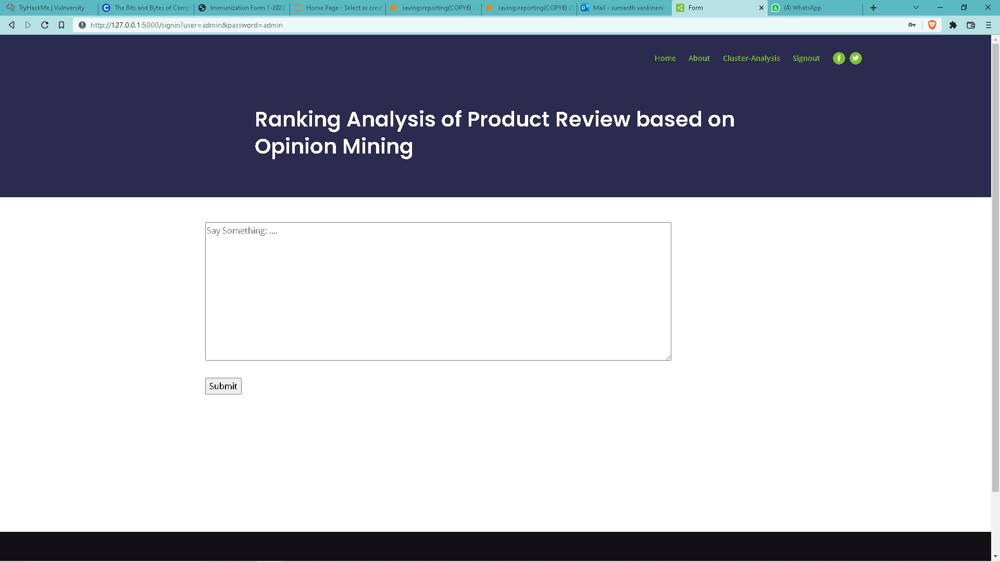 TryHackMe | Vulnversity
The Bits and Bytes of Comp
Immunization Form 1-2020_
Home Page - Select or creat
savingsreporting(COPY6) -
savingsreporting(COPY6) (1
Mail - sumanth vankineni -
Form
(4) WhatsApp
http://127.0.0.1:5000/signin?user=admin&password=admin
Home
About
Cluster-Analysis
Signout
Ranking Analysis of Product Review based on
Opinion Mining
Say Something: ....
Submit